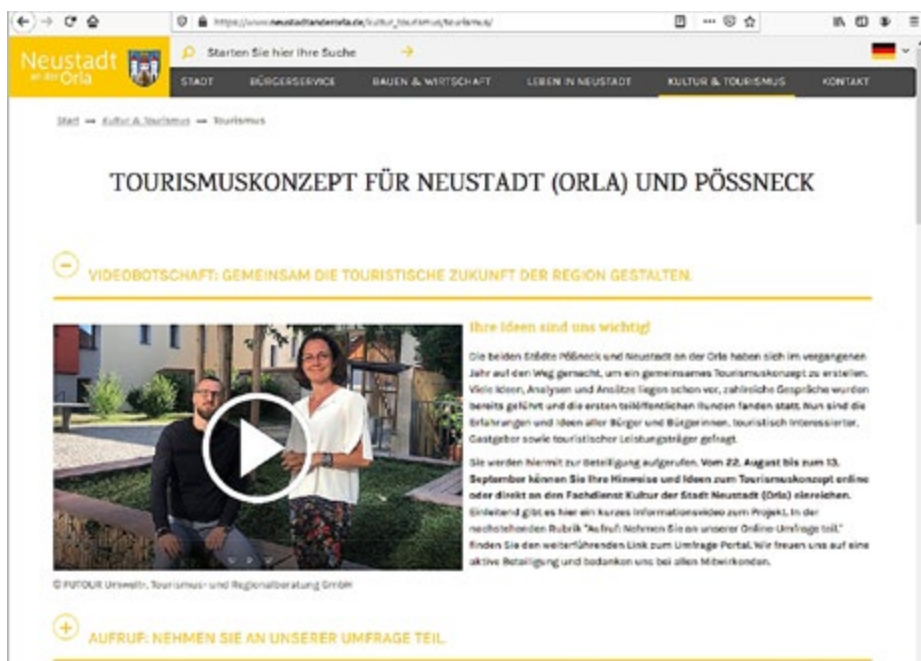 https://www.neustadtanderorla.de/kultur_tourismus/tourismus/
Neustadt
an der Orla
Starten Sie hier Ihre Suche
STADT BÜRGERSERVICE BAUEN & WIRTSCHAFT LEBEN IN NEUSTADT KULTUR & TOURISMUS KONTAKT
Start → Kultur & Tourismus → Tourismus
TOURISMUSKONZEPT FÜR NEUSTADT (ORLA) UND PÖSSNECK
VIDEOBOTSCHAFT: GEMEINSAM DIE TOURISTISCHE ZUKUNFT DER REGION GESTALTEN.
Ihre Ideen sind uns wichtig!
Die beiden Städte Pößneck und Neustadt an der Orla haben sich im vergangenen
Jahr auf den Weg gemacht, um ein gemeinsames Tourismuskonzept zu erstellen.
Viele Ideen, Analysen und Ansätze liegen schon vor, zahlreiche Gespräche wurden
bereits geführt und die ersten teilöffentlichen Runden fanden statt. Nun sind die
Erfahrungen und Ideen aller Bürger und Bürgerinnen, touristisch Interessierter,
Gastgeber sowie touristischer Leistungsträger gefragt.
Sie werden hiermit zur Beteiligung aufgerufen. Vom 22. August bis zum 13.
September können Sie Ihre Hinweise und Ideen zum Tourismuskonzept online
oder direkt an den Fachdienst Kultur der Stadt Neustadt (Orla) einreichen.
Einleitend gibt es hier ein kurzes Informationsvideo zum Projekt. In der
nachstehenden Rubrik "Aufruf: Nehmen Sie an unserer Online-Umfrage teil."
finden Sie den weiterführenden Link zum Umfrage-Portal. Wir freuen uns auf eine
aktive Beteiligung und bedanken uns bei allen Mitwirkenden.
© FUTOUR Umwelt-, Tourismus- und Regionalberatung GmbH
AUFRUF: NEHMEN SIE AN UNSERER UMFRAGE TEIL.